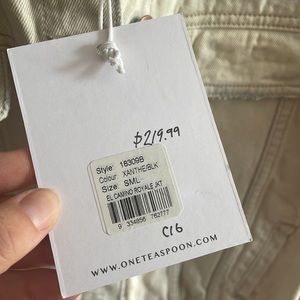 $219.99
Style: 18309B
Colour: XANTHE/BLK
Size: SML
EL CAMINO ROYALE JKT
9 334856 762777
C16
WWW.ONETEASPOON.COM